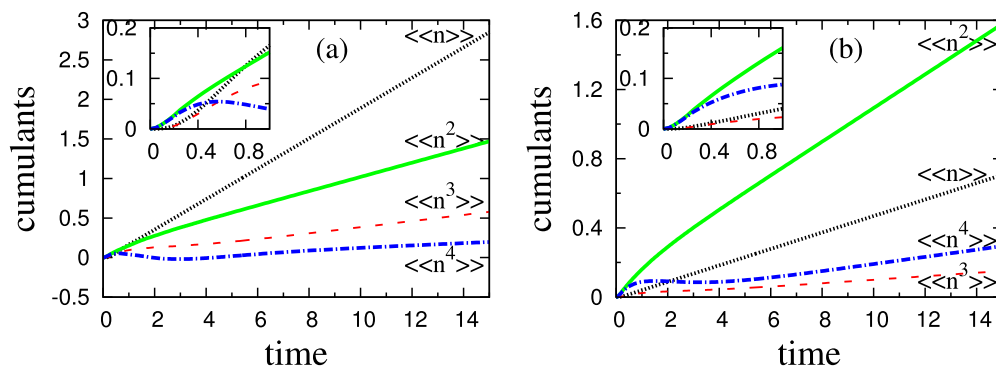 (a)
cumulants
3
2.5
2
1.5
1
0.5
0
-0.5
0.2
0.1
0
0 0.4 0.8
<<n>>
<<n²>>
<<n³>>
<<n⁴>>
0 2 4 6 8 10 12 14
time
(b)
cumulants
1.6
1.2
0.8
0.4
0
0.2
0.1
0
0 0.4 0.8
<<n²>>
<<n>>
<<n⁴>>
<<n³>>
0 2 4 6 8 10 12 14
time